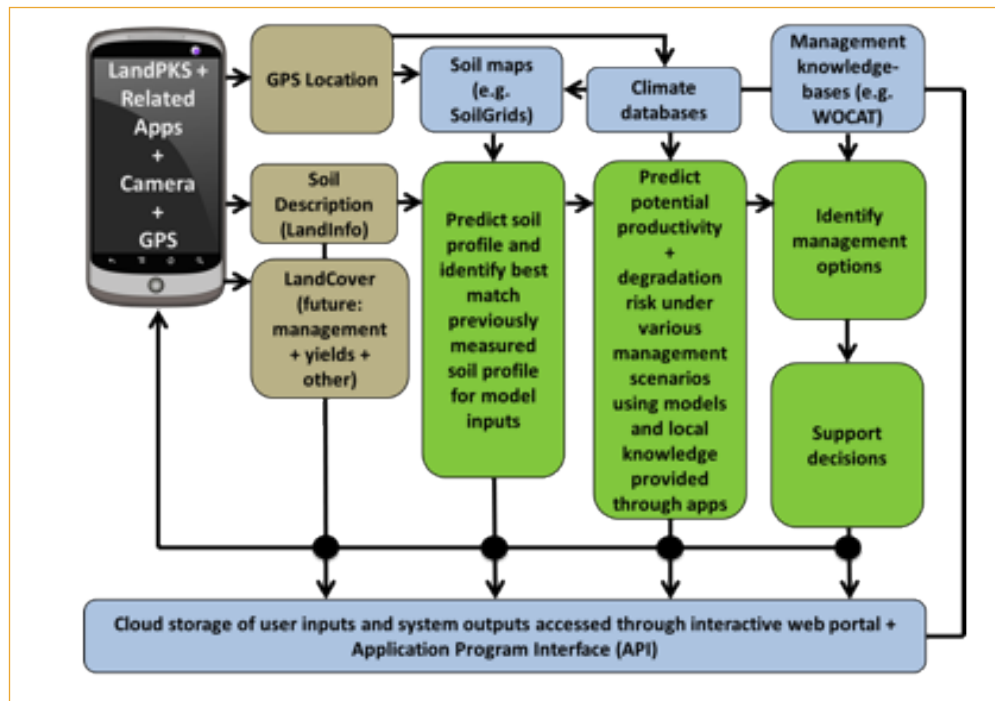 LandPKS +
Related
Apps
+
Camera
+
GPS
GPS Location
Soil maps
(e.g.
SoilGrids)
Climate
databases
Management
knowledge-
bases (e.g.
WOCAT)
Soil
Description
(LandInfo)
LandCover
(future:
management
+ yields +
other)
Predict soil
profile and
identify best
match
previously
measured
soil profile
for model
inputs
Predict
potential
productivity
+
degradation
risk under
various
management
scenarios
using models
and local
knowledge
provided
through apps
Identify
management
options
Support
decisions
Cloud storage of user inputs and system outputs accessed through interactive web portal +
Application Program Interface (API)